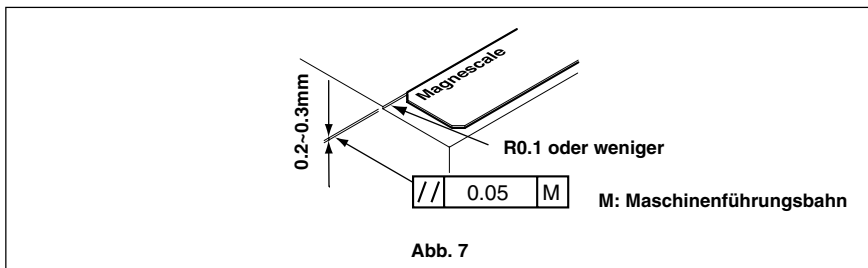 Magnescale
0.2~0.3mm
R0.1 oder weniger
// 0.05 M
M: Maschinenführungsbahn
Abb. 7